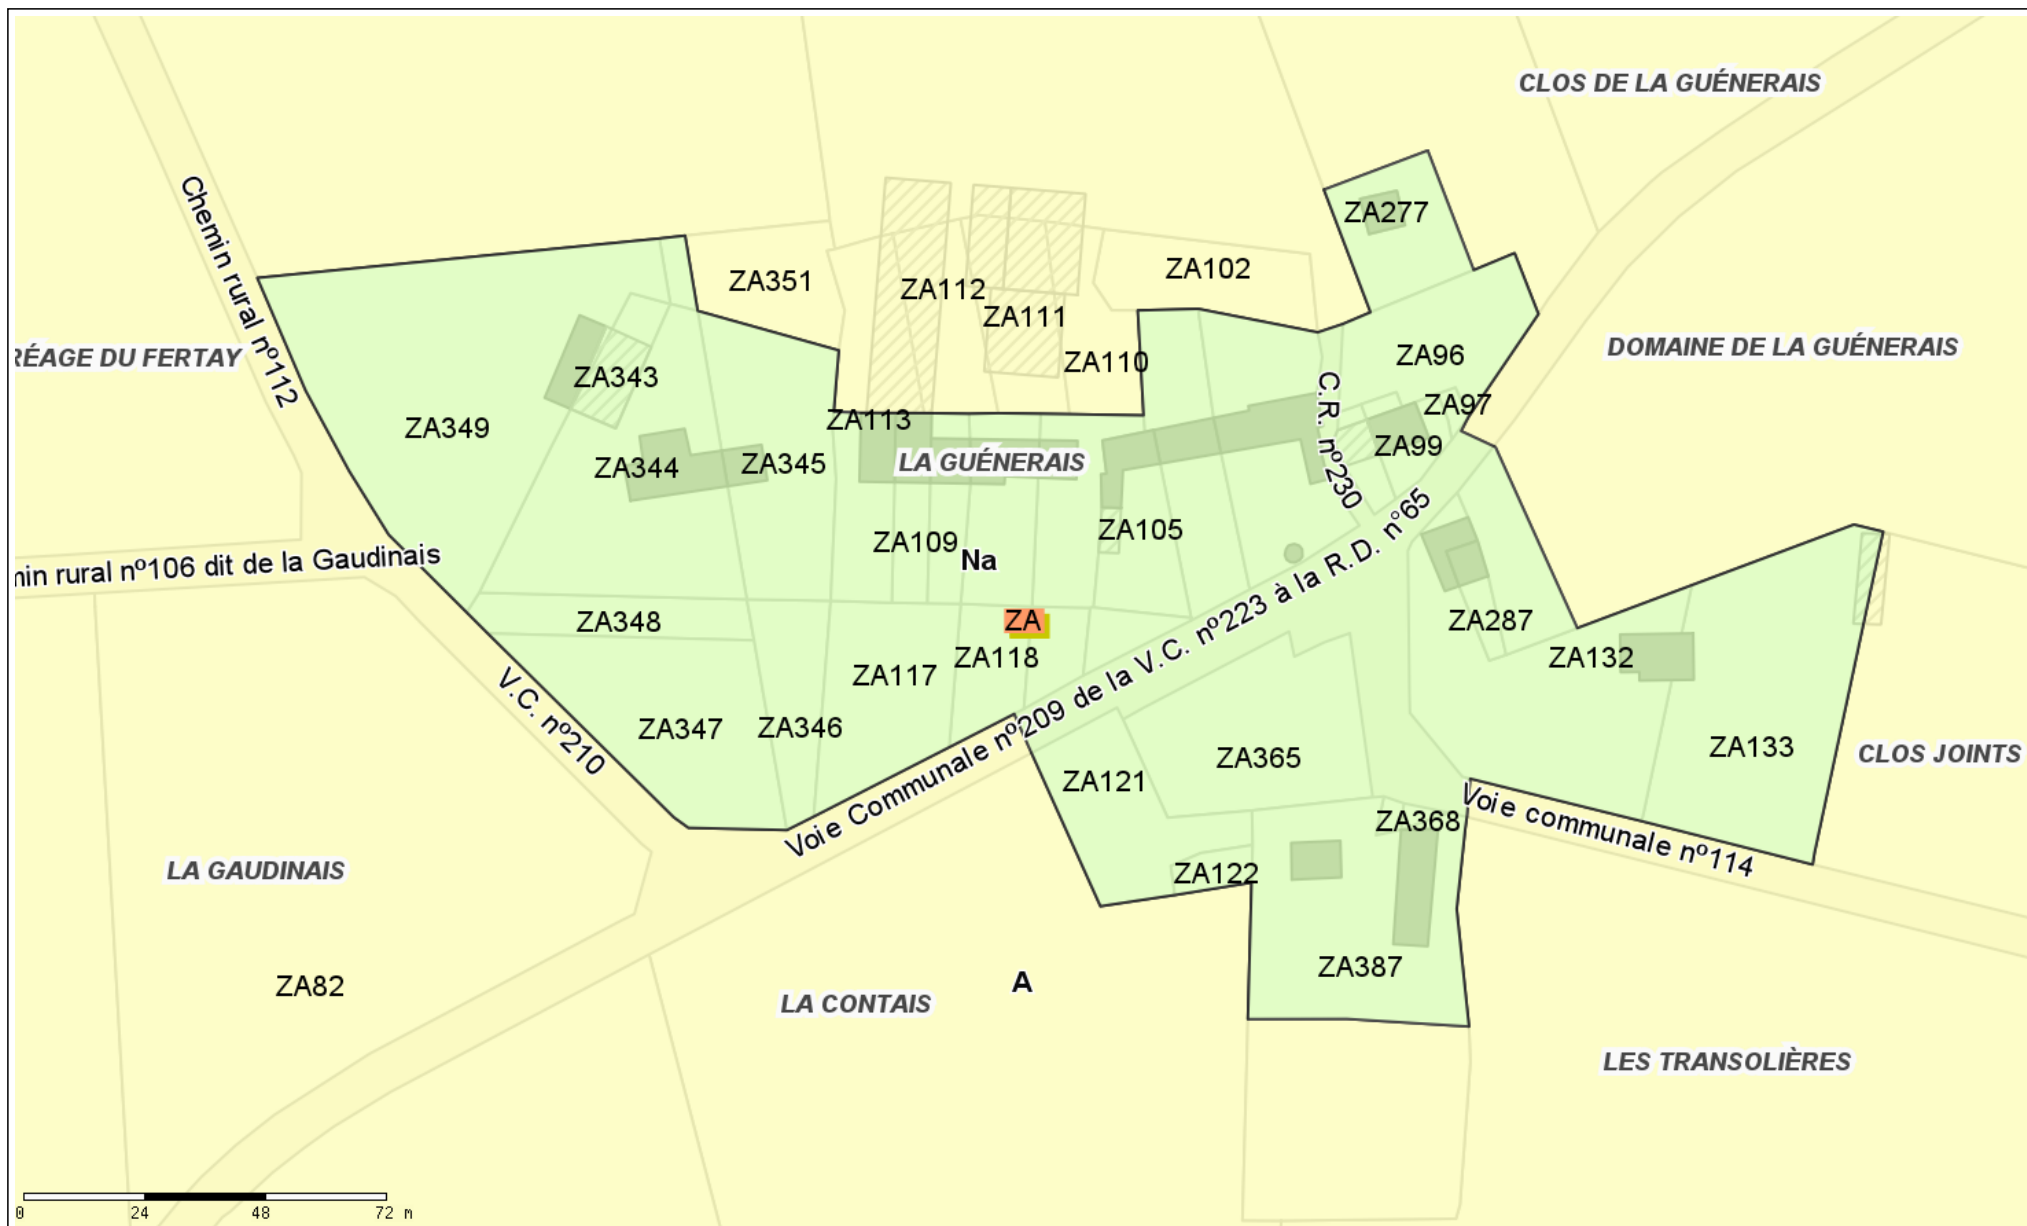 CLOS DE LA GUÉNERAIS
Chemin rural nº112
ZA277
ZA351
ZA112
ZA102
ZA111
RÉAGE DU FERTAY
DOMAINE DE LA GUÉNERAIS
ZA96
ZA110
ZA343
ZA97
C.R. nº230
ZA113
ZA349
ZA99
LA GUÉNERAIS
ZA344
ZA345
ZA105
ZA109
Na
min rural nº106 dit de la Gaudinais
ZA348
ZA
ZA287
ZA118
ZA132
ZA117
V.C. nº210
ZA347
ZA346
Voie Communale nº209 de la V.C. nº223 à la R.D. n°65
ZA365
ZA133
CLOS JOINTS
ZA121
ZA368
Voie communale nº114
LA GAUDINAIS
ZA122
ZA387
ZA82
A
LA CONTAIS
LES TRANSOLIÈRES
0 24 48 72 m